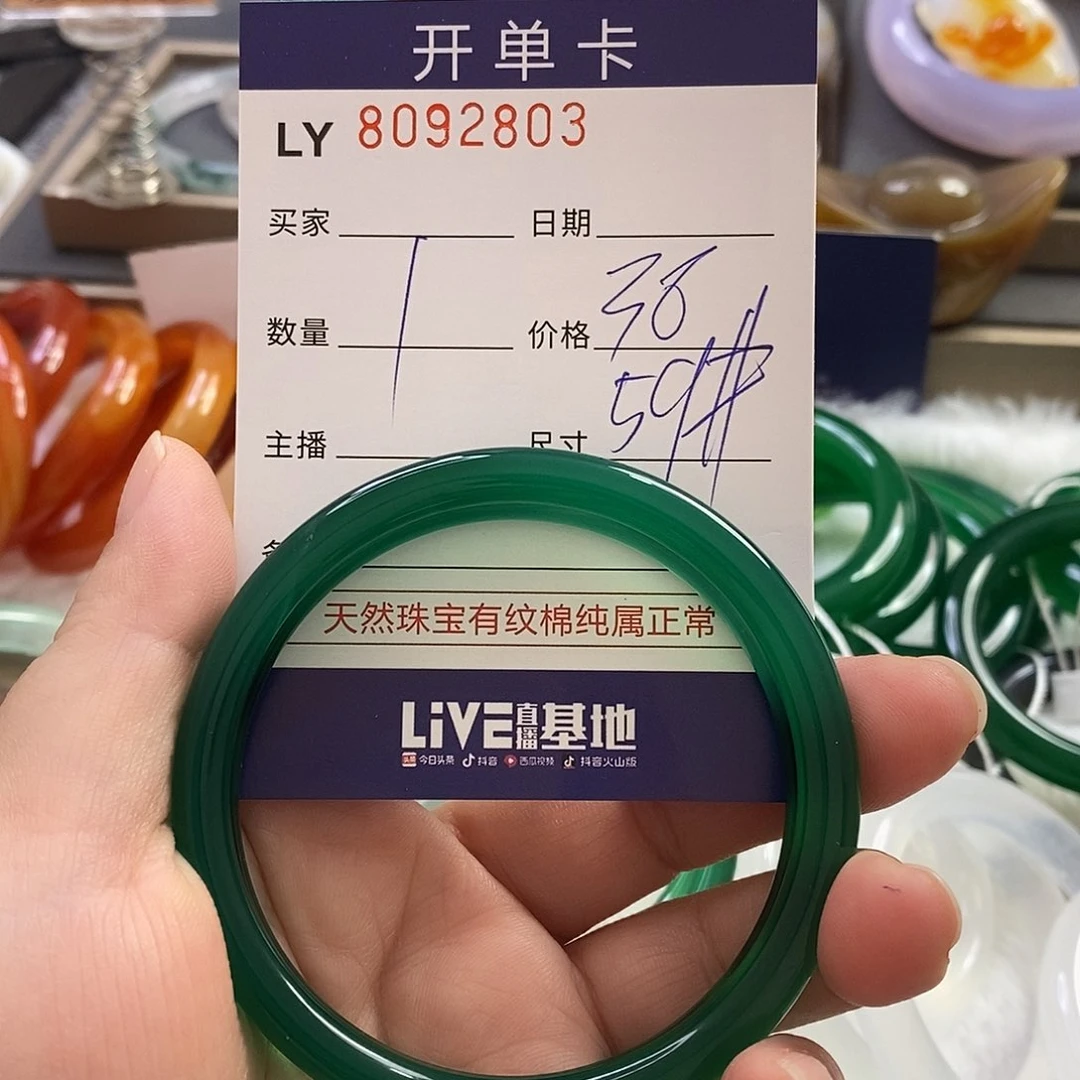 开单卡
LY 8092803
买家 日期
数量 1 价格 38
主播 尺寸 59#
天然珠宝有纹棉纯属正常
LiVE直播基地
今日头条 抖音 西瓜视频 抖音火山版